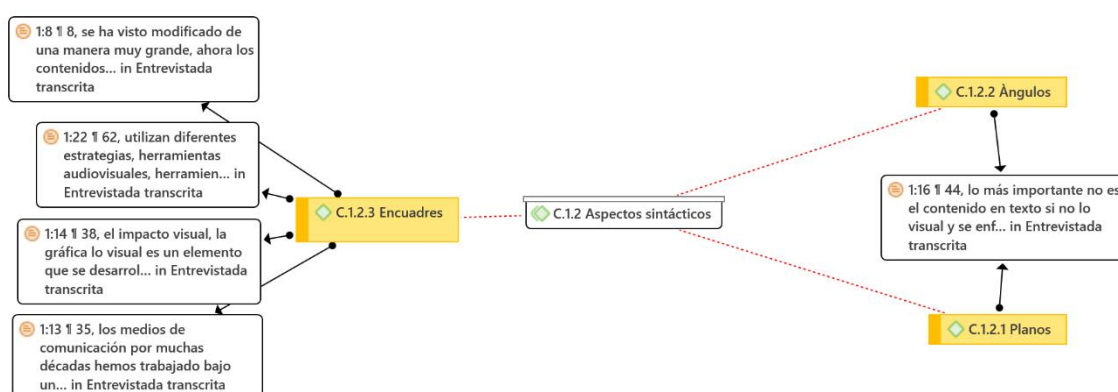 1:8 ¶ 8, se ha visto modificado de
una manera muy grande, ahora los
contenidos... in Entrevistada
transcrita
1:22 ¶ 62, utilizan diferentes
estrategias, herramientas
audiovisuales, herramien... in
Entrevistada transcrita
1:14 ¶ 38, el impacto visual, la
gráfica lo visual es un elemento
que se desarrol... in Entrevistada
transcrita
1:13 ¶ 35, los medios de
comunicación por muchas
décadas hemos trabajado bajo
un... in Entrevistada transcrita
C.1.2.3 Encuadres
C.1.2 Aspectos sintácticos
C.1.2.2 Àngulos
1:16 ¶ 44, lo más importante no es
el contenido en texto si no lo
visual y se enf... in Entrevistada
transcrita
C.1.2.1 Planos